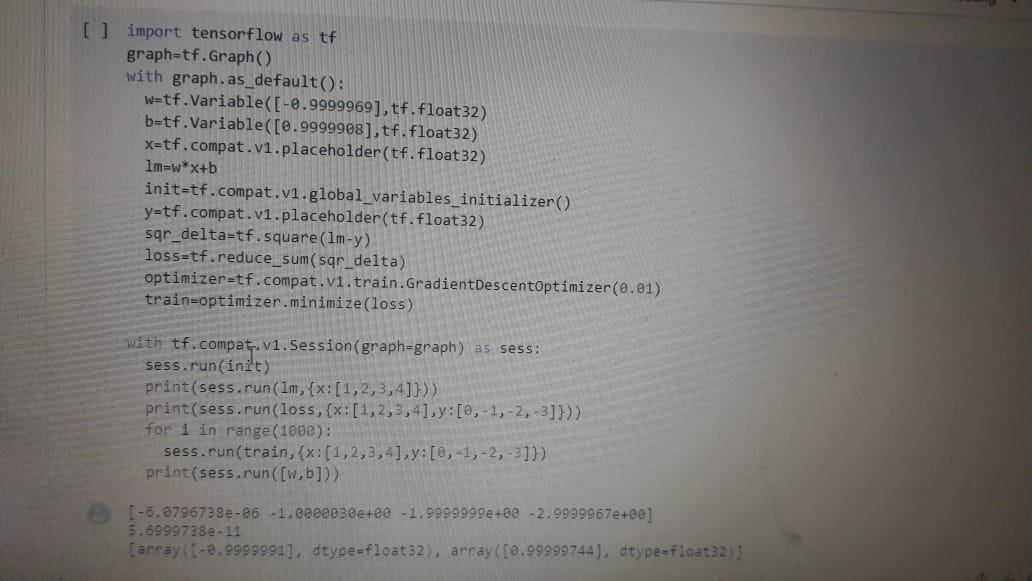 [ ] import tensorflow as tf
graph=tf.Graph()
with graph.as_default():
w=tf.Variable([-0.9999969],tf.float32)
b=tf.Variable([0.9999908],tf.float32)
x=tf.compat.v1.placeholder(tf.float32)
lm=w*x+b
init=tf.compat.v1.global_variables_initializer()
y=tf.compat.v1.placeholder(tf.float32)
sqr_delta=tf.square(lm-y)
loss=tf.reduce_sum(sqr_delta)
optimizer=tf.compat.v1.train.GradientDescentOptimizer(0.01)
train=optimizer.minimize(loss)
with tf.compat.v1.Session(graph=graph) as sess:
sess.run(init)
print(sess.run(lm,{x:[1,2,3,4]}))
print(sess.run(loss,{x:[1,2,3,4],y:[0,-1,-2,-3]}))
for i in range(1000):
sess.run(train,{x:[1,2,3,4],y:[0,-1,-2,-3]})
print(sess.run([w,b]))
[-6.0796738e-06 -1.0000030e+00 -1.9999999e+00 -2.9999967e+00]
5.6999738e-11
[array([-0.9999991], dtype=float32), array([0.99999744], dtype=float32)]